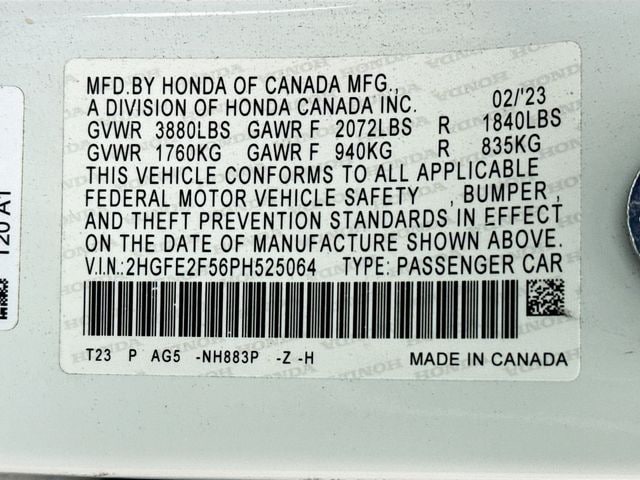 MFD.BY HONDA OF CANADA MFG.,
A DIVISION OF HONDA CANADA INC. 02/'23
GVWR 3880LBS GAWR F 2072LBS R 1840LBS
GVWR 1760KG GAWR F 940KG R 835KG
THIS VEHICLE CONFORMS TO ALL APPLICABLE
FEDERAL MOTOR VEHICLE SAFETY , BUMPER ,
AND THEFT PREVENTION STANDARDS IN EFFECT
ON THE DATE OF MANUFACTURE SHOWN ABOVE.
V.I.N.:2HGFE2F56PH525064 TYPE: PASSENGER CAR
T23 P AG5 -NH883P -Z -H MADE IN CANADA
120 A1